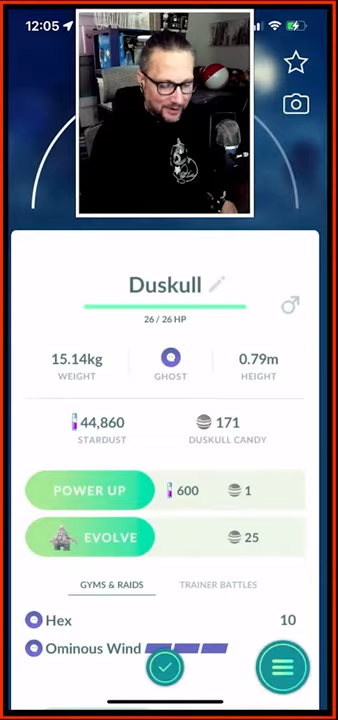 12:05
Duskull
26 / 26 HP
15.14kg
WEIGHT
GHOST
0.79m
HEIGHT
44,860
STARDUST
171
DUSKULL CANDY
POWER UP
600
1
EVOLVE
25
GYMS & RAIDS
TRAINER BATTLES
Hex
10
Ominous Wind